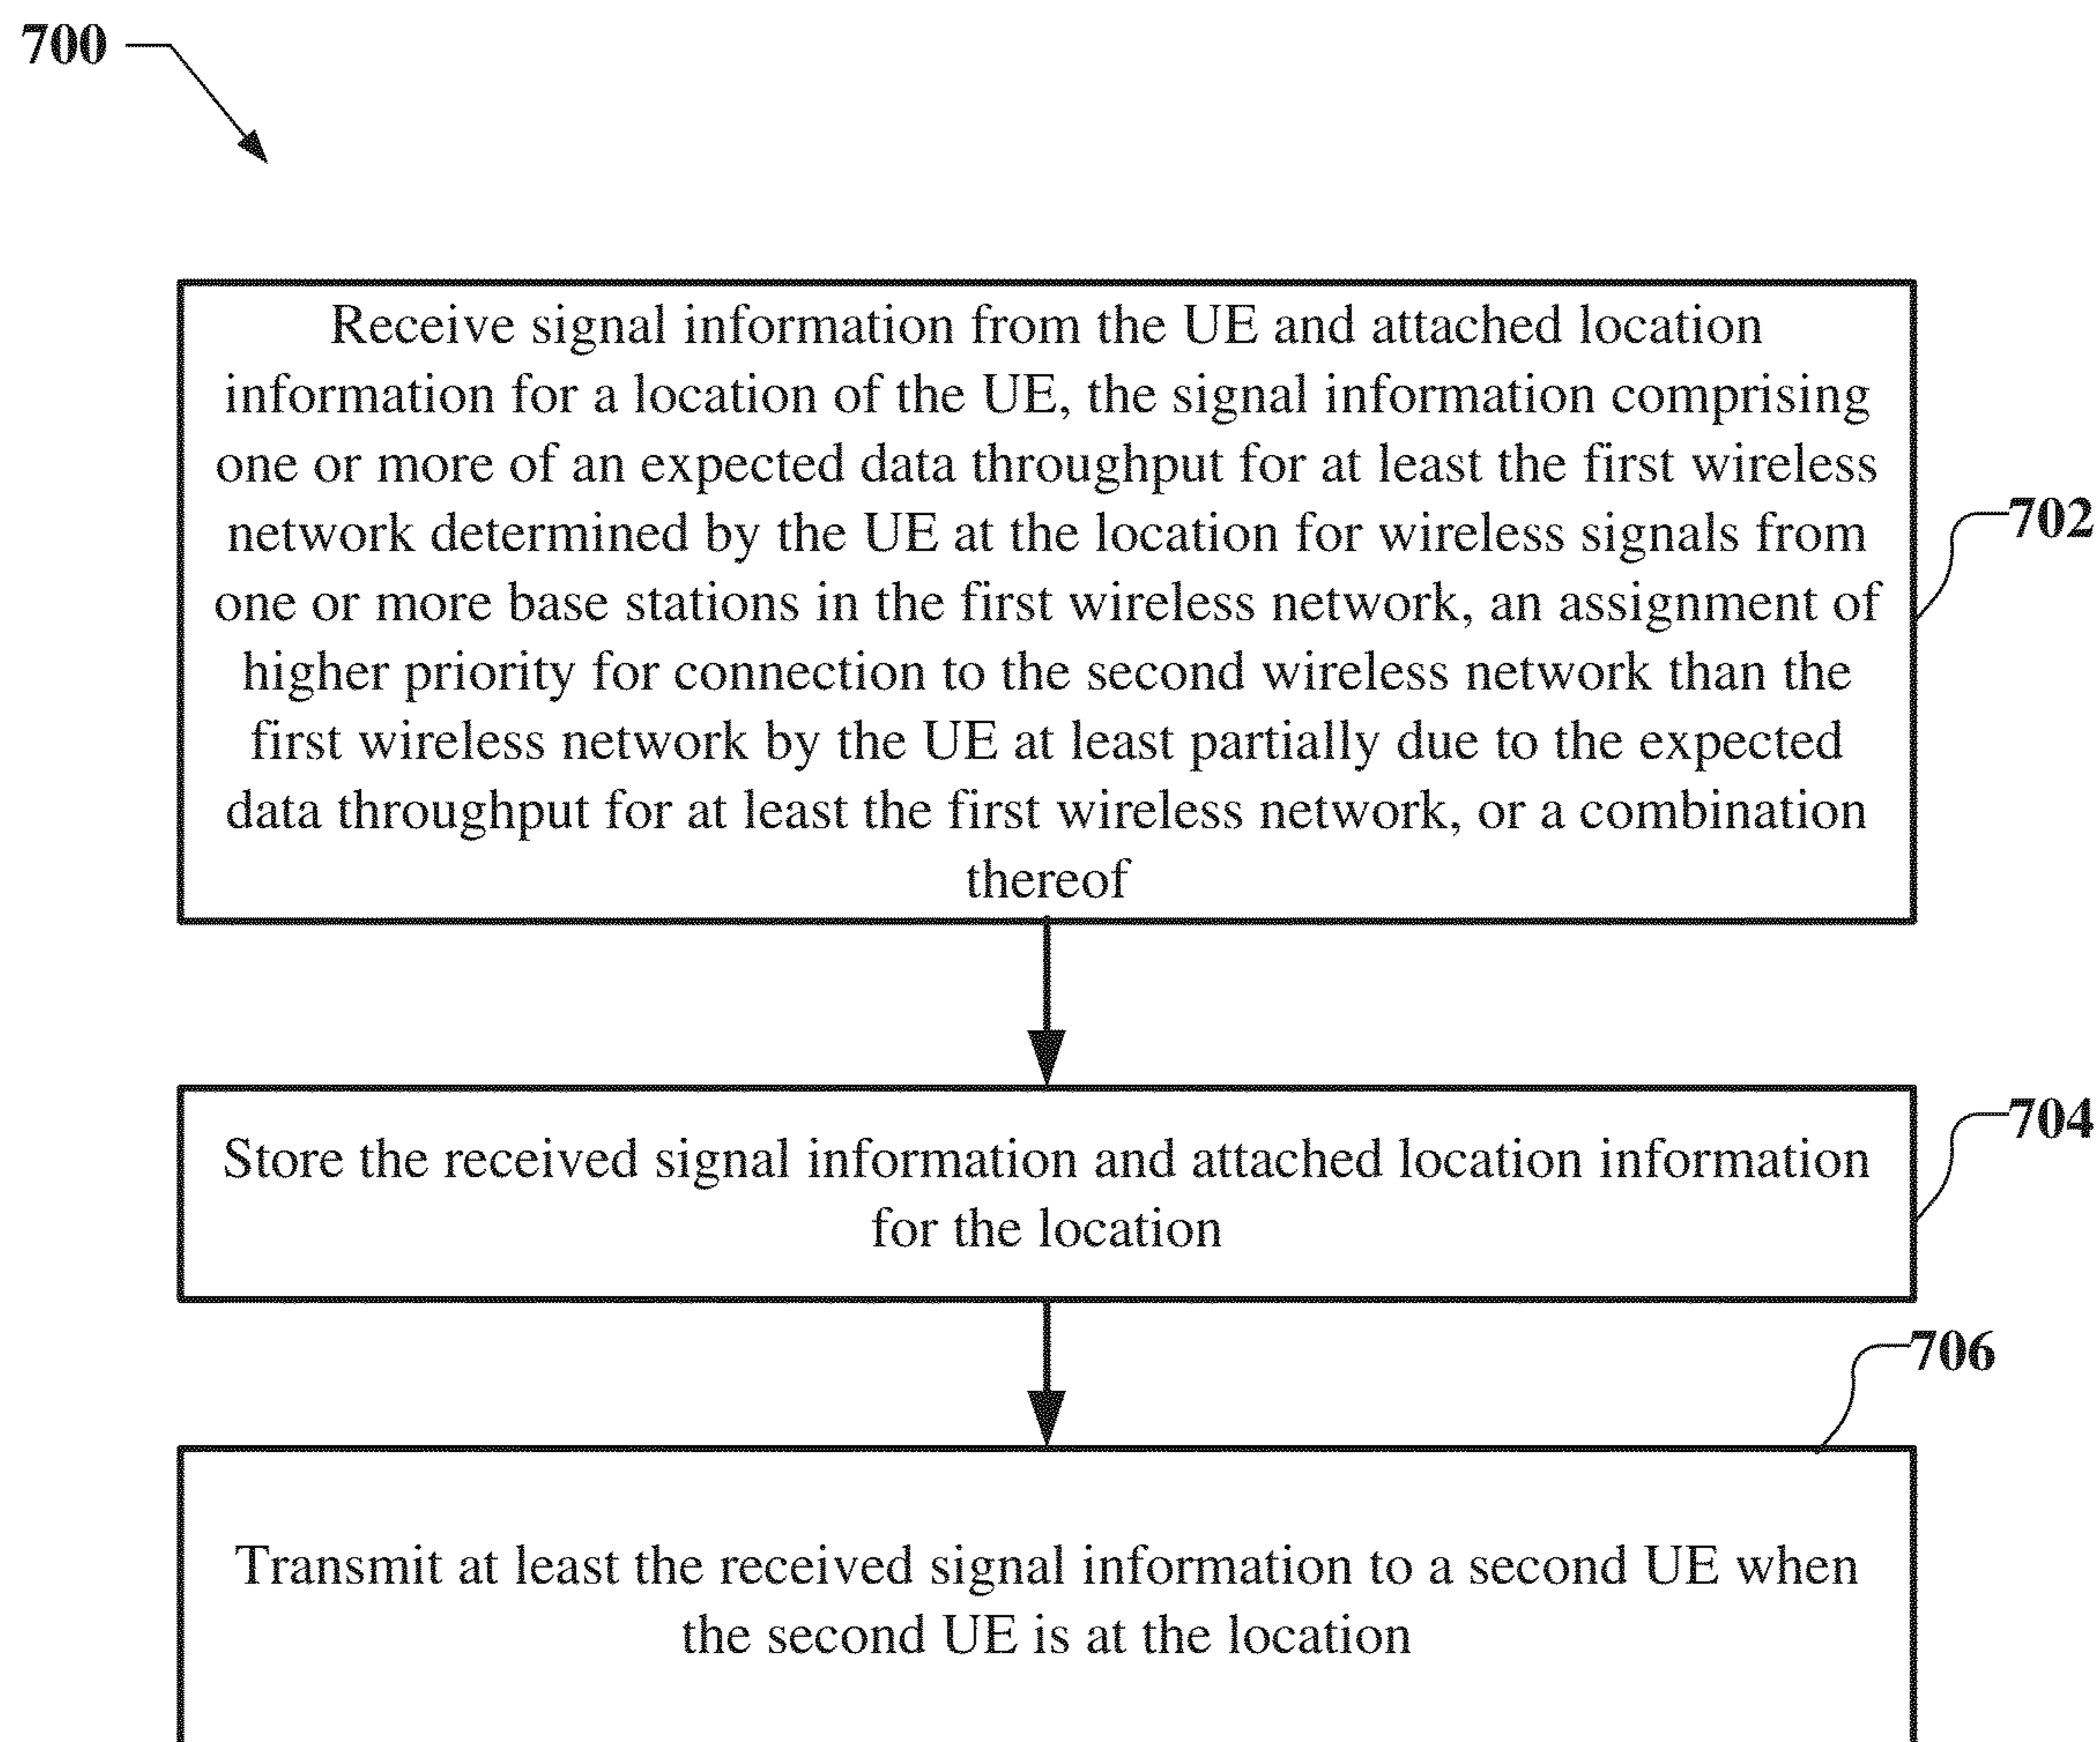 700
Receive signal information from the UE and attached location
information for a location of the UE, the signal information comprising
one or more of an expected data throughput for at least the first wireless
network determined by the UE at the location for wireless signals from
one or more base stations in the first wireless network, an assignment of
higher priority for connection to the second wireless network than the
first wireless network by the UE at least partially due to the expected
data throughput for at least the first wireless network, or a combination
thereof
702
Store the received signal information and attached location information
for the location
704
706
Transmit at least the received signal information to a second UE when
the second UE is at the location